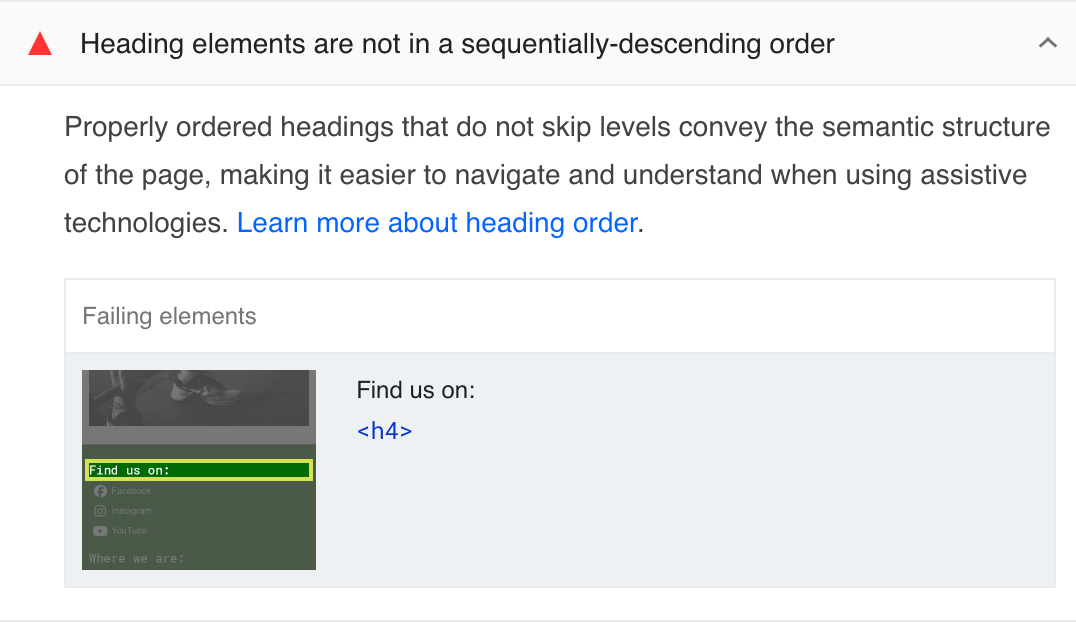 Heading elements are not in a sequentially-descending order
Properly ordered headings that do not skip levels convey the semantic structure
of the page, making it easier to navigate and understand when using assistive
technologies. Learn more about heading order.
Failing elements
Find us on:
<h4>
Find us on:
Facebook
Instagram
YouTube
Where we are: